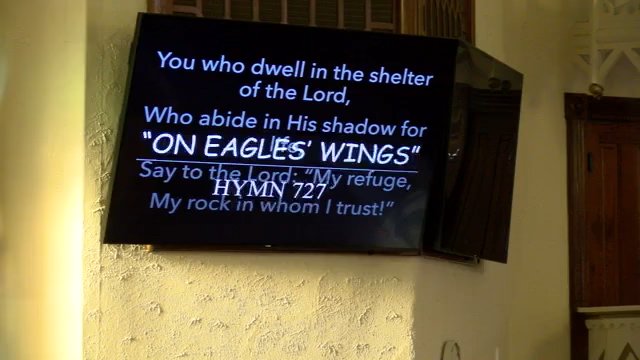 You who dwell in the shelter
of the Lord,
Who abide in His shadow for
life,
"ON EAGLES' WINGS"
Say to the Lord: "My refuge,
HYMN 727
My rock in whom I trust!"